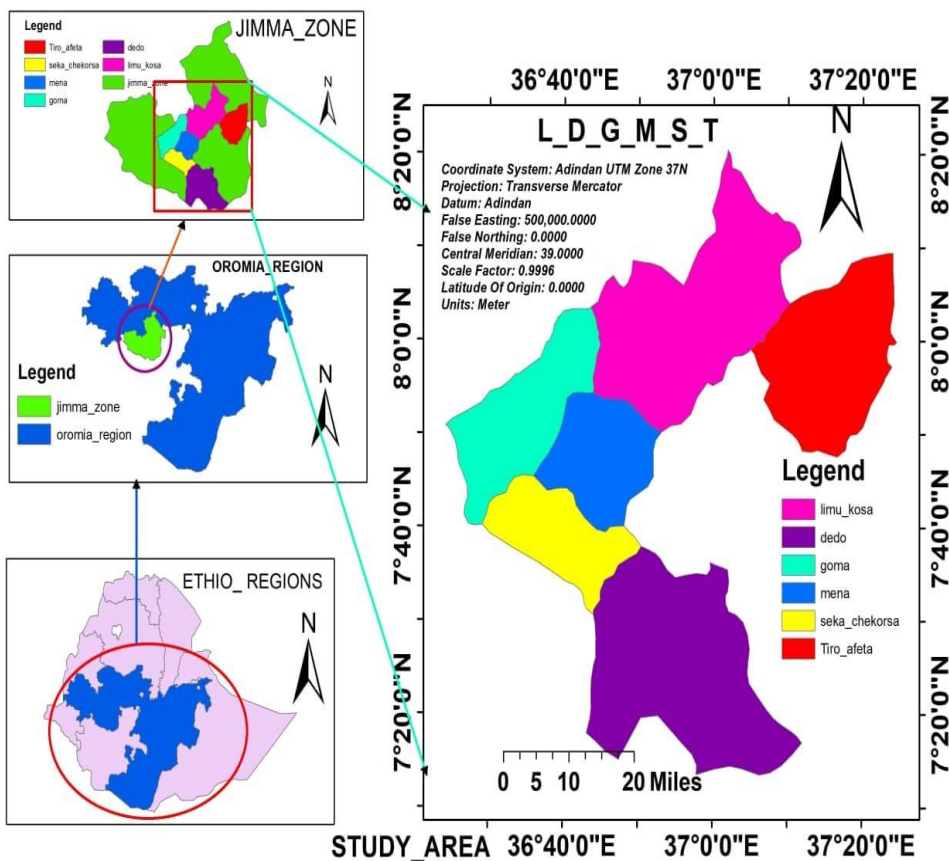 JIMMA_ZONE
Legend
Tiro_afeta
dedo
seka_chekorsa
limu_kosa
mena
jimma_zone
goma
N
OROMIA_REGION
Legend
jimma_zone
oromia_region
N
ETHIO_REGIONS
N
36°40'0"E 37°0'0"E 37°20'0"E
L_D_G_M_S_T
Coordinate System: Adindan UTM Zone 37N
Projection: Transverse Mercator
Datum: Adindan
False Easting: 500,000.0000
False Northing: 0.0000
Central Meridian: 39.0000
Scale Factor: 0.9996
Latitude Of Origin: 0.0000
Units: Meter
N
8°20'0"N
8°0'0"N
7°40'0"N
7°20'0"N
8°20'0"N
8°0'0"N
7°40'0"N
7°20'0"N
Legend
limu_kosa
dedo
goma
mena
seka_chekorsa
Tiro_afeta
0 5 10 20 Miles
STUDY_AREA 36°40'0"E 37°0'0"E 37°20'0"E